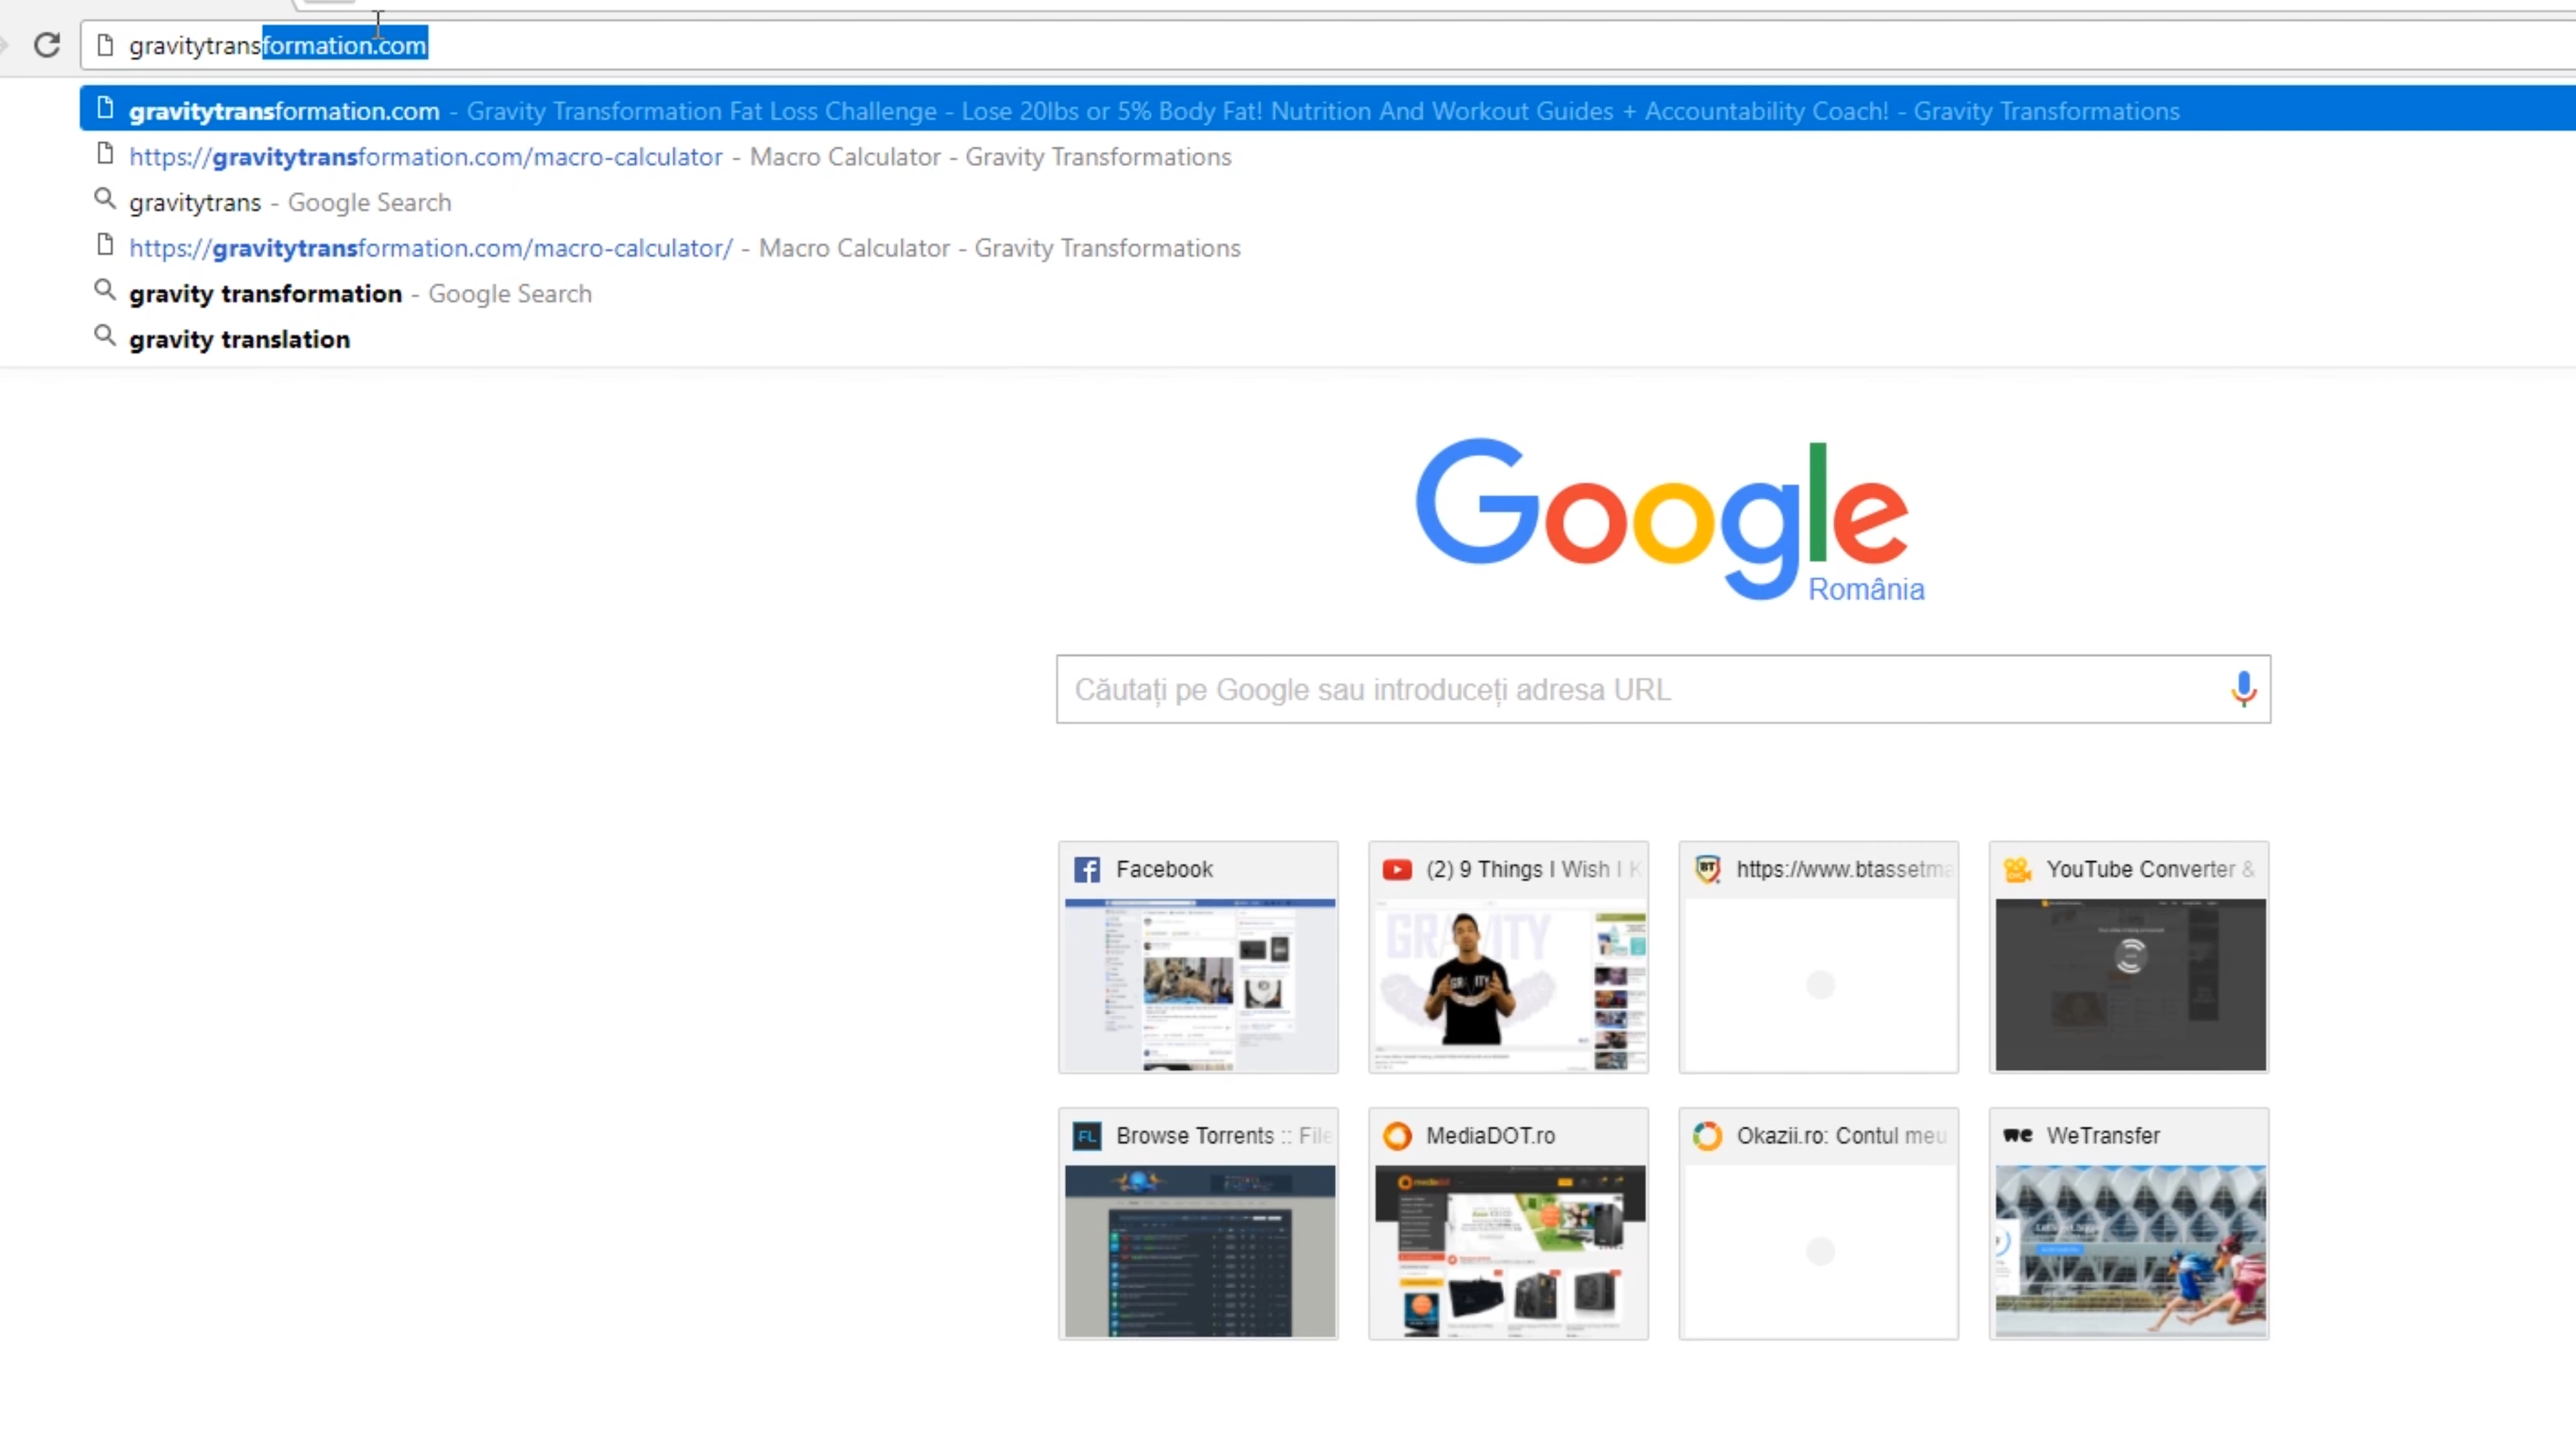 gravitytransformation.com
gravitytransformation.com - Gravity Transformation Fat Loss Challenge - Lose 20lbs or 5% Body Fat! Nutrition And Workout Guides + Accountability Coach! - Gravity Transformations
https://gravitytransformation.com/macro-calculator - Macro Calculator - Gravity Transformations
gravitytrans - Google Search
https://gravitytransformation.com/macro-calculator/ - Macro Calculator - Gravity Transformations
gravity transformation - Google Search
gravity translation
Google
România
Căutați pe Google sau introduceți adresa URL
Facebook
(2) 9 Things I Wish I K
https://www.btassetma
YouTube Converter &
GRAVITY
Browse Torrents :: File
MediaDOT.ro
Okazii.ro: Contul meu
WeTransfer